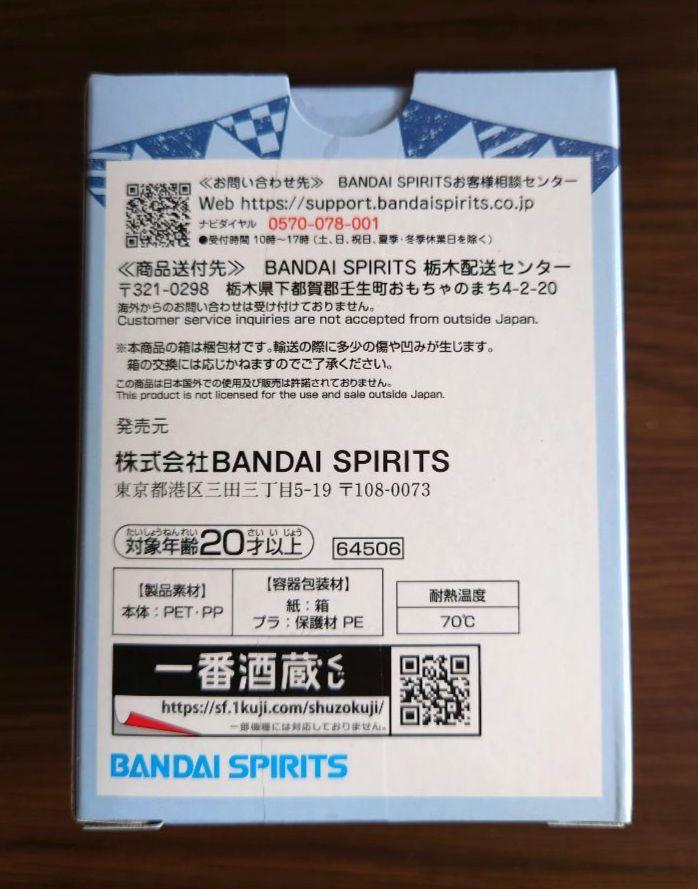 ≪お問い合わせ先≫ BANDAI SPIRITSお客様相談センター
Web https://support.bandaispirits.co.jp
ナビダイヤル 0570-078-001
●受付時間 10時～17時（土、日、祝日、夏季・冬季休業日を除く）
≪商品送付先≫ BANDAI SPIRITS 栃木配送センター
〒321-0298 栃木県下都賀郡壬生町おもちゃのまち4-2-20
海外からのお問い合わせは受け付けておりません。
Customer service inquiries are not accepted from outside Japan.
※本商品の箱は梱包材です。輸送の際に多少の傷や凹みが生じます。
箱の交換には応じかねますのでご了承ください。
この商品は日本国外での使用及び販売は許諾されておりません。
This product is not licensed for the use and sale outside Japan.
発売元
株式会社BANDAI SPIRITS
東京都港区三田三丁目5-19 〒108-0073
たいしょうねんれい さい い じょう
対象年齢20才以上 64506
【製品素材】
本体：PET・PP
【容器包装材】
紙：箱
プラ：保護材 PE
耐熱温度
70℃
一番酒蔵くじ
https://sf.1kuji.com/shuzokuji/
一部機種には対応しておりません。
BANDAI SPIRITS